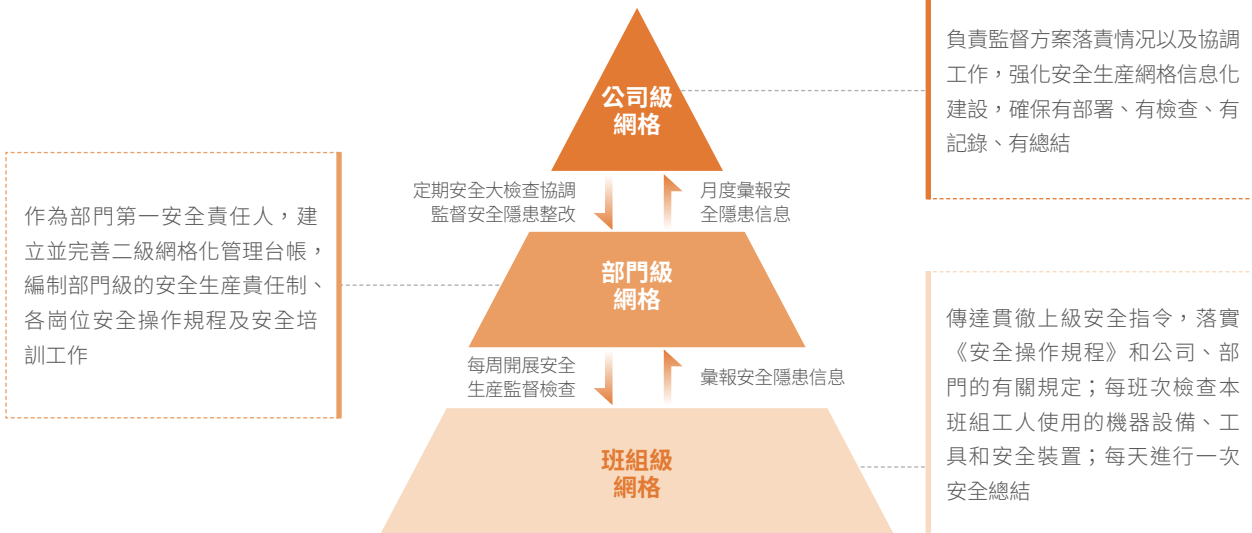 負責監督方案落責情况以及協調
工作，强化安全生産網格信息化
建設，確保有部署、有檢查、有
記錄、有總結
公司級
網格
定期安全大檢查協調
監督安全隱患整改
月度彙報安
全隱患信息
作為部門第一安全責任人，建
立並完善二級網格化管理台帳，
編制部門級的安全生産責任制、
各崗位安全操作規程及安全培
訓工作
部門級
網格
每周開展安全
生産監督檢查
彙報安全隱患信息
傳達貫徹上級安全指令，落實
《安全操作規程》和公司、部
門的有關規定；每班次檢查本
班組工人使用的機器設備、工
具和安全裝置；每天進行一次
安全總結
班組級
網格